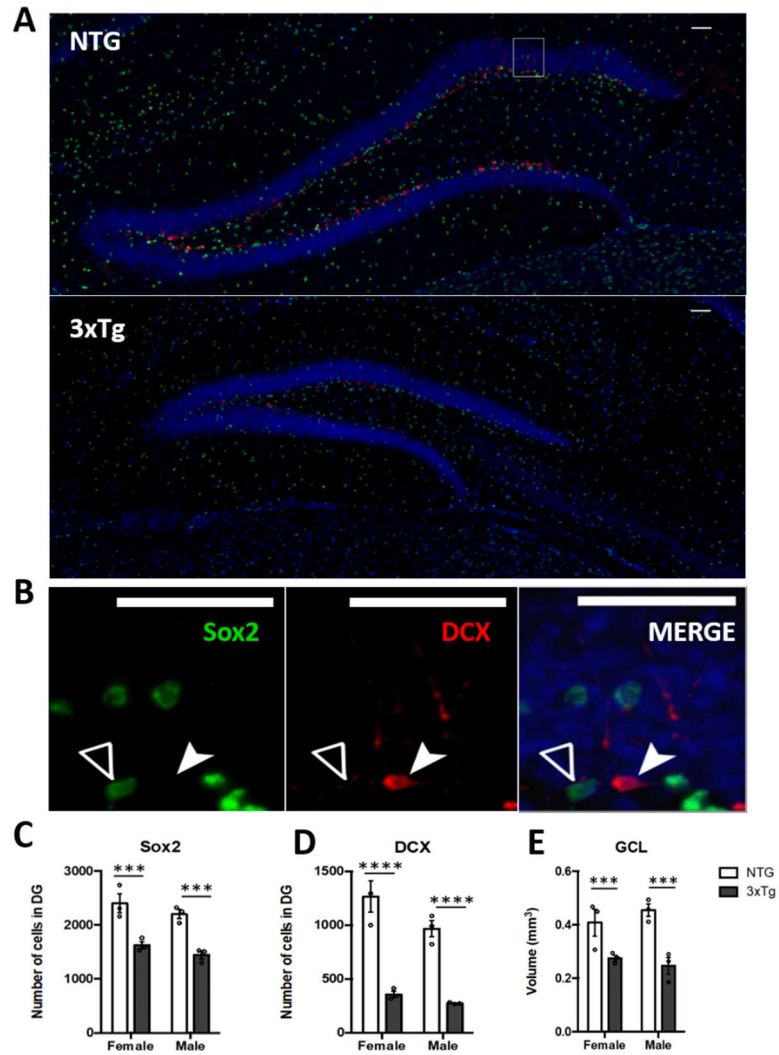 A
NTG
3xTg
B
Sox2
DCX
MERGE
C
Sox2
Number of cells in DG
3000
2000
1000
0
***
***
Female
Male
D
DCX
Number of cells in DG
1500
1000
500
0
****
****
Female
Male
E
GCL
Volume (mm³)
0.6
0.4
0.2
0.0
***
***
Female
Male
NTG
3xTg